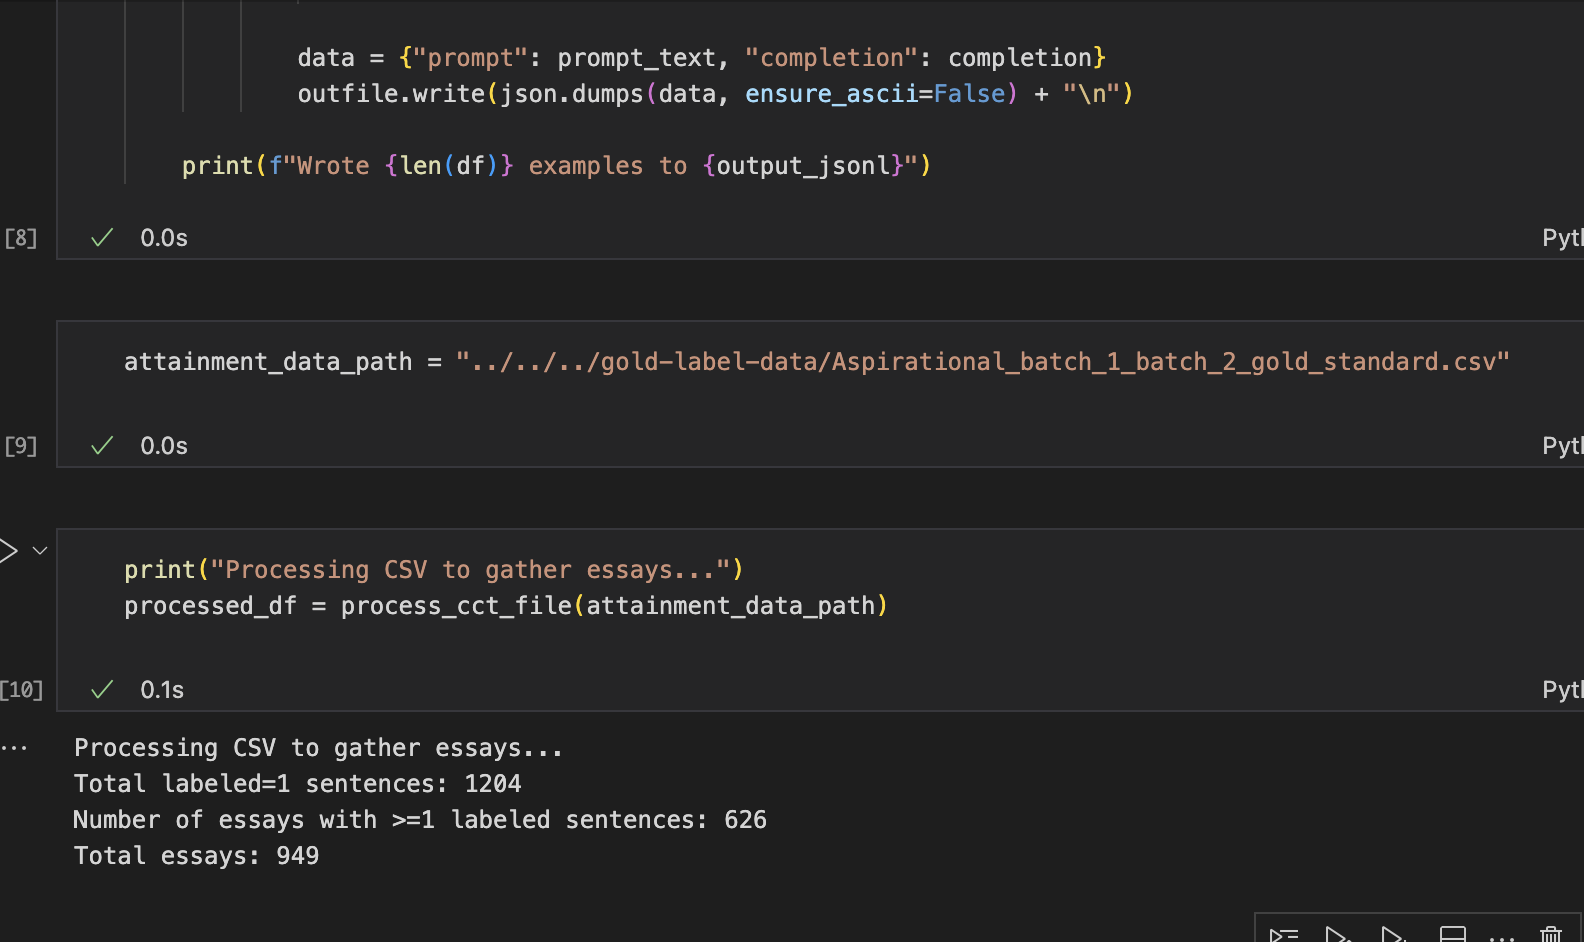 data = {"prompt": prompt_text, "completion": completion}
outfile.write(json.dumps(data, ensure_ascii=False) + "\n")
print(f"Wrote {len(df)} examples to {output_jsonl}")
[8] 0.0s
attainment_data_path = "../../../gold-label-data/Aspirational_batch_1_batch_2_gold_standard.csv"
[9] 0.0s
print("Processing CSV to gather essays...")
processed_df = process_cct_file(attainment_data_path)
[10] 0.1s
... Processing CSV to gather essays...
Total labeled=1 sentences: 1204
Number of essays with >=1 labeled sentences: 626
Total essays: 949